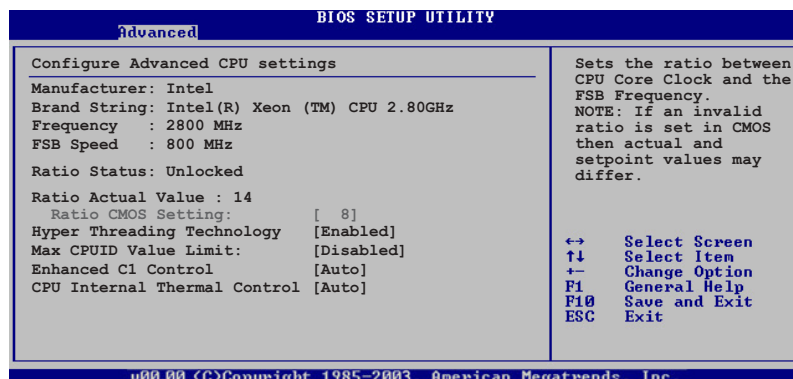 BIOS SETUP UTILITY
Advanced
Configure Advanced CPU settings
Manufacturer: Intel
Brand String: Intel(R) Xeon (TM) CPU 2.80GHz
Frequency : 2800 MHz
FSB Speed : 800 MHz
Ratio Status: Unlocked
Ratio Actual Value : 14
Ratio CMOS Setting: [ 8]
Hyper Threading Technology [Enabled]
Max CPUID Value Limit: [Disabled]
Enhanced C1 Control [Auto]
CPU Internal Thermal Control [Auto]
Sets the ratio between
CPU Core Clock and the
FSB Frequency.
NOTE: If an invalid
ratio is set in CMOS
then actual and
setpoint values may
differ.
↔ Select Screen
↑↓ Select Item
+- Change Option
F1 General Help
F10 Save and Exit
ESC Exit
v00.00 (C)Copyright 1985-2003, American Megatrends, Inc.